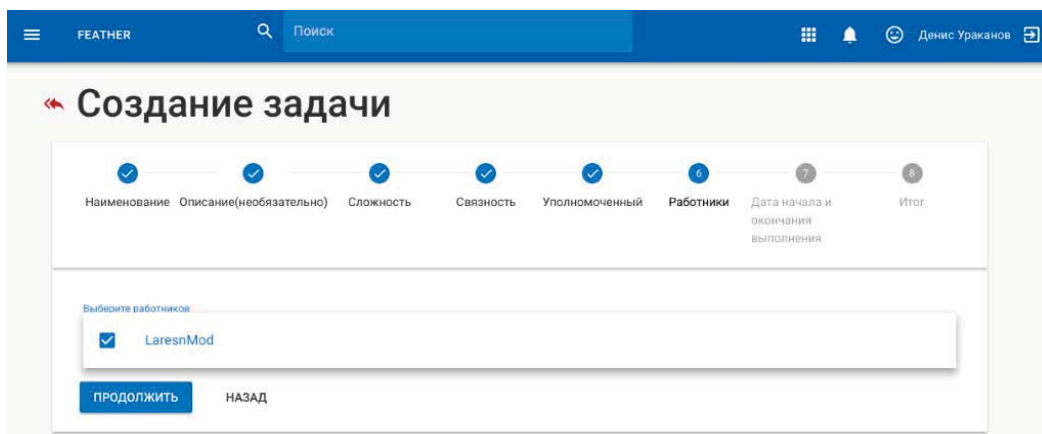 FEATHER
Поиск
Денис Ураканов
Создание задачи
Наименование
Описание(необязательно)
Сложность
Связность
Уполномоченный
6
Работники
7
Дата начала и
окончания
выполнения
8
Итог
Выберите работников
LaresnMod
ПРОДОЛЖИТЬ
НАЗАД